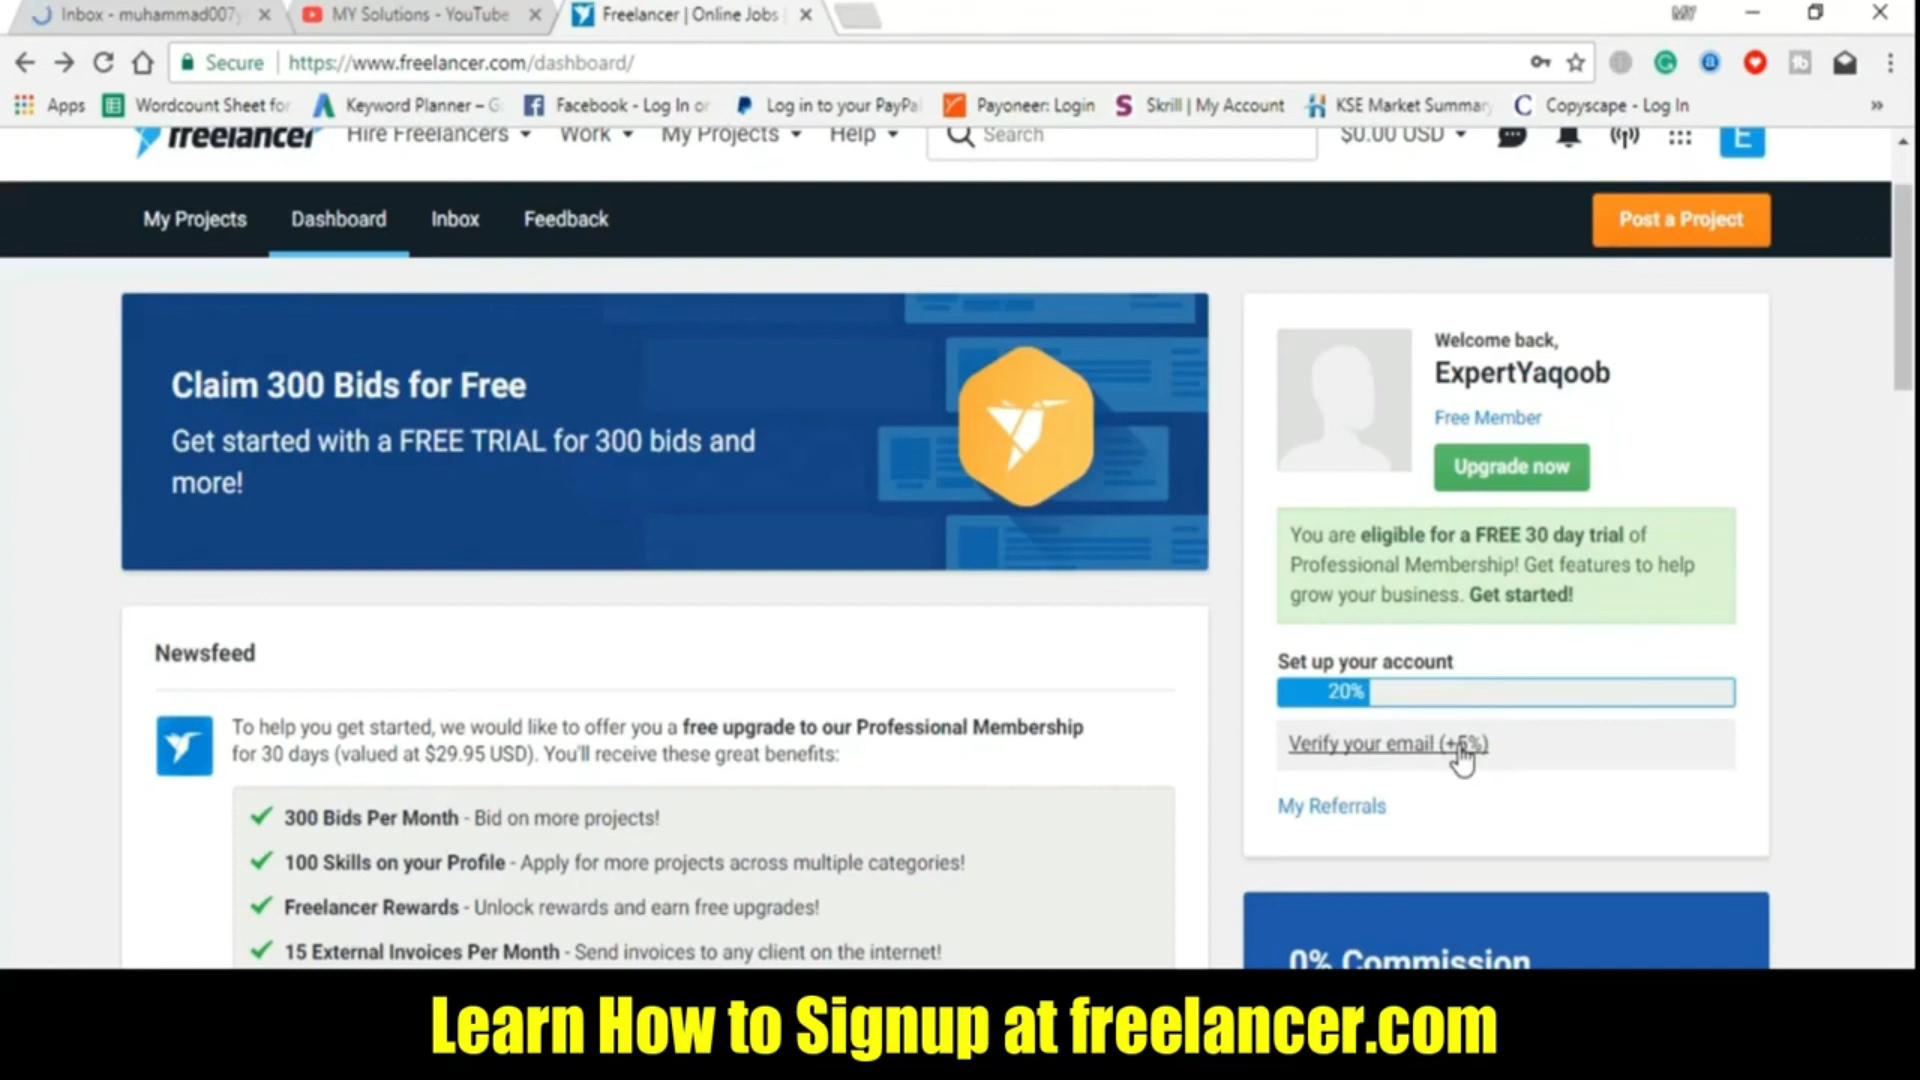 Inbox - muhammad007y
MY Solutions - YouTube
Freelancer | Online Jobs
MY
Secure
https://www.freelancer.com/dashboard/
Apps
Wordcount Sheet for
Keyword Planner – G
Facebook - Log In or
Log in to your PayPal
Payoneer: Login
Skrill | My Account
KSE Market Summary
Copyscape - Log In
»
freelancer
Hire Freelancers
Work
My Projects
Help
Search
$0.00 USD
E
My Projects
Dashboard
Inbox
Feedback
Post a Project
Claim 300 Bids for Free
Get started with a FREE TRIAL for 300 bids and
more!
Welcome back,
ExpertYaqoob
Free Member
Upgrade now
You are eligible for a FREE 30 day trial of
Professional Membership! Get features to help
grow your business. Get started!
Set up your account
20%
Verify your email (+5%)
My Referrals
Newsfeed
To help you get started, we would like to offer you a free upgrade to our Professional Membership
for 30 days (valued at $29.95 USD). You'll receive these great benefits:
300 Bids Per Month - Bid on more projects!
100 Skills on your Profile - Apply for more projects across multiple categories!
Freelancer Rewards - Unlock rewards and earn free upgrades!
15 External Invoices Per Month - Send invoices to any client on the internet!
0% Commission
Learn How to Signup at freelancer.com